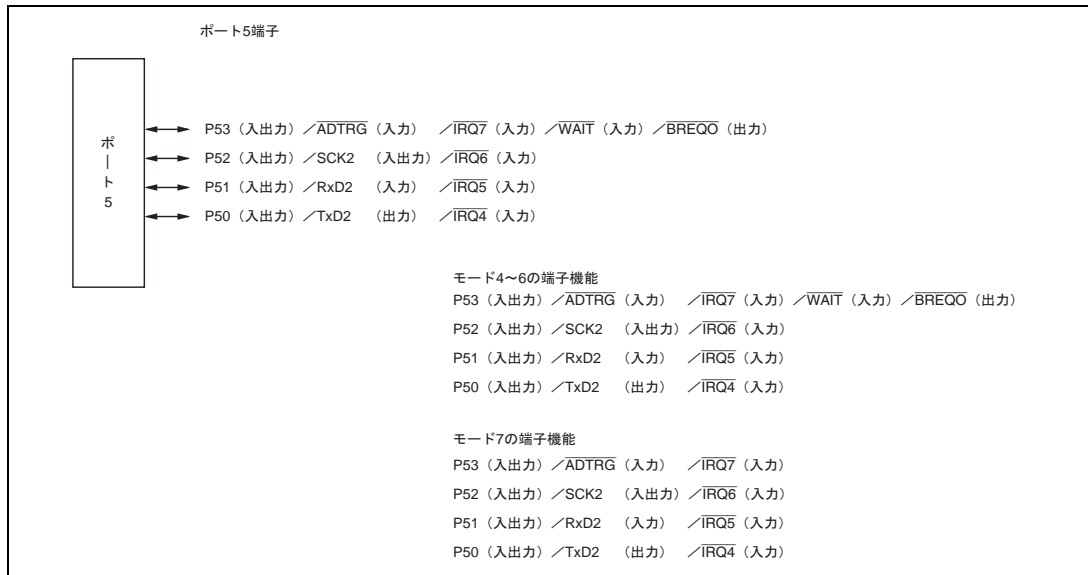 ポート5端子
ポート5
P53（入出力）／ADTRG（入力）／IRQ7（入力）／WAIT（入力）／BREQO（出力）
P52（入出力）／SCK2（入出力）／IRQ6（入力）
P51（入出力）／RxD2（入力）／IRQ5（入力）
P50（入出力）／TxD2（出力）／IRQ4（入力）
モード4～6の端子機能
P53（入出力）／ADTRG（入力）／IRQ7（入力）／WAIT（入力）／BREQO（出力）
P52（入出力）／SCK2（入出力）／IRQ6（入力）
P51（入出力）／RxD2（入力）／IRQ5（入力）
P50（入出力）／TxD2（出力）／IRQ4（入力）
モード7の端子機能
P53（入出力）／ADTRG（入力）／IRQ7（入力）
P52（入出力）／SCK2（入出力）／IRQ6（入力）
P51（入出力）／RxD2（入力）／IRQ5（入力）
P50（入出力）／TxD2（出力）／IRQ4（入力）